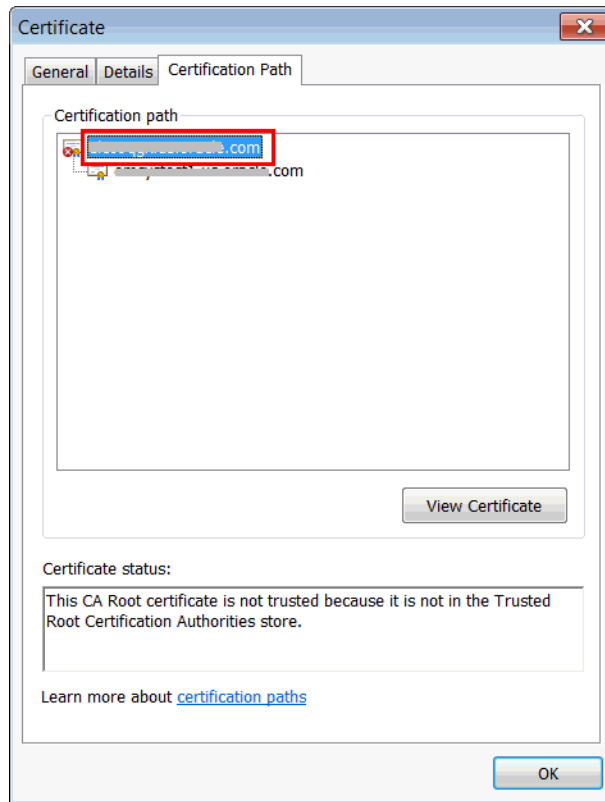 Certificate
General Details Certification Path
Certification path
.com
.com
View Certificate
Certificate status:
This CA Root certificate is not trusted because it is not in the Trusted
Root Certification Authorities store.
Learn more about certification paths
OK